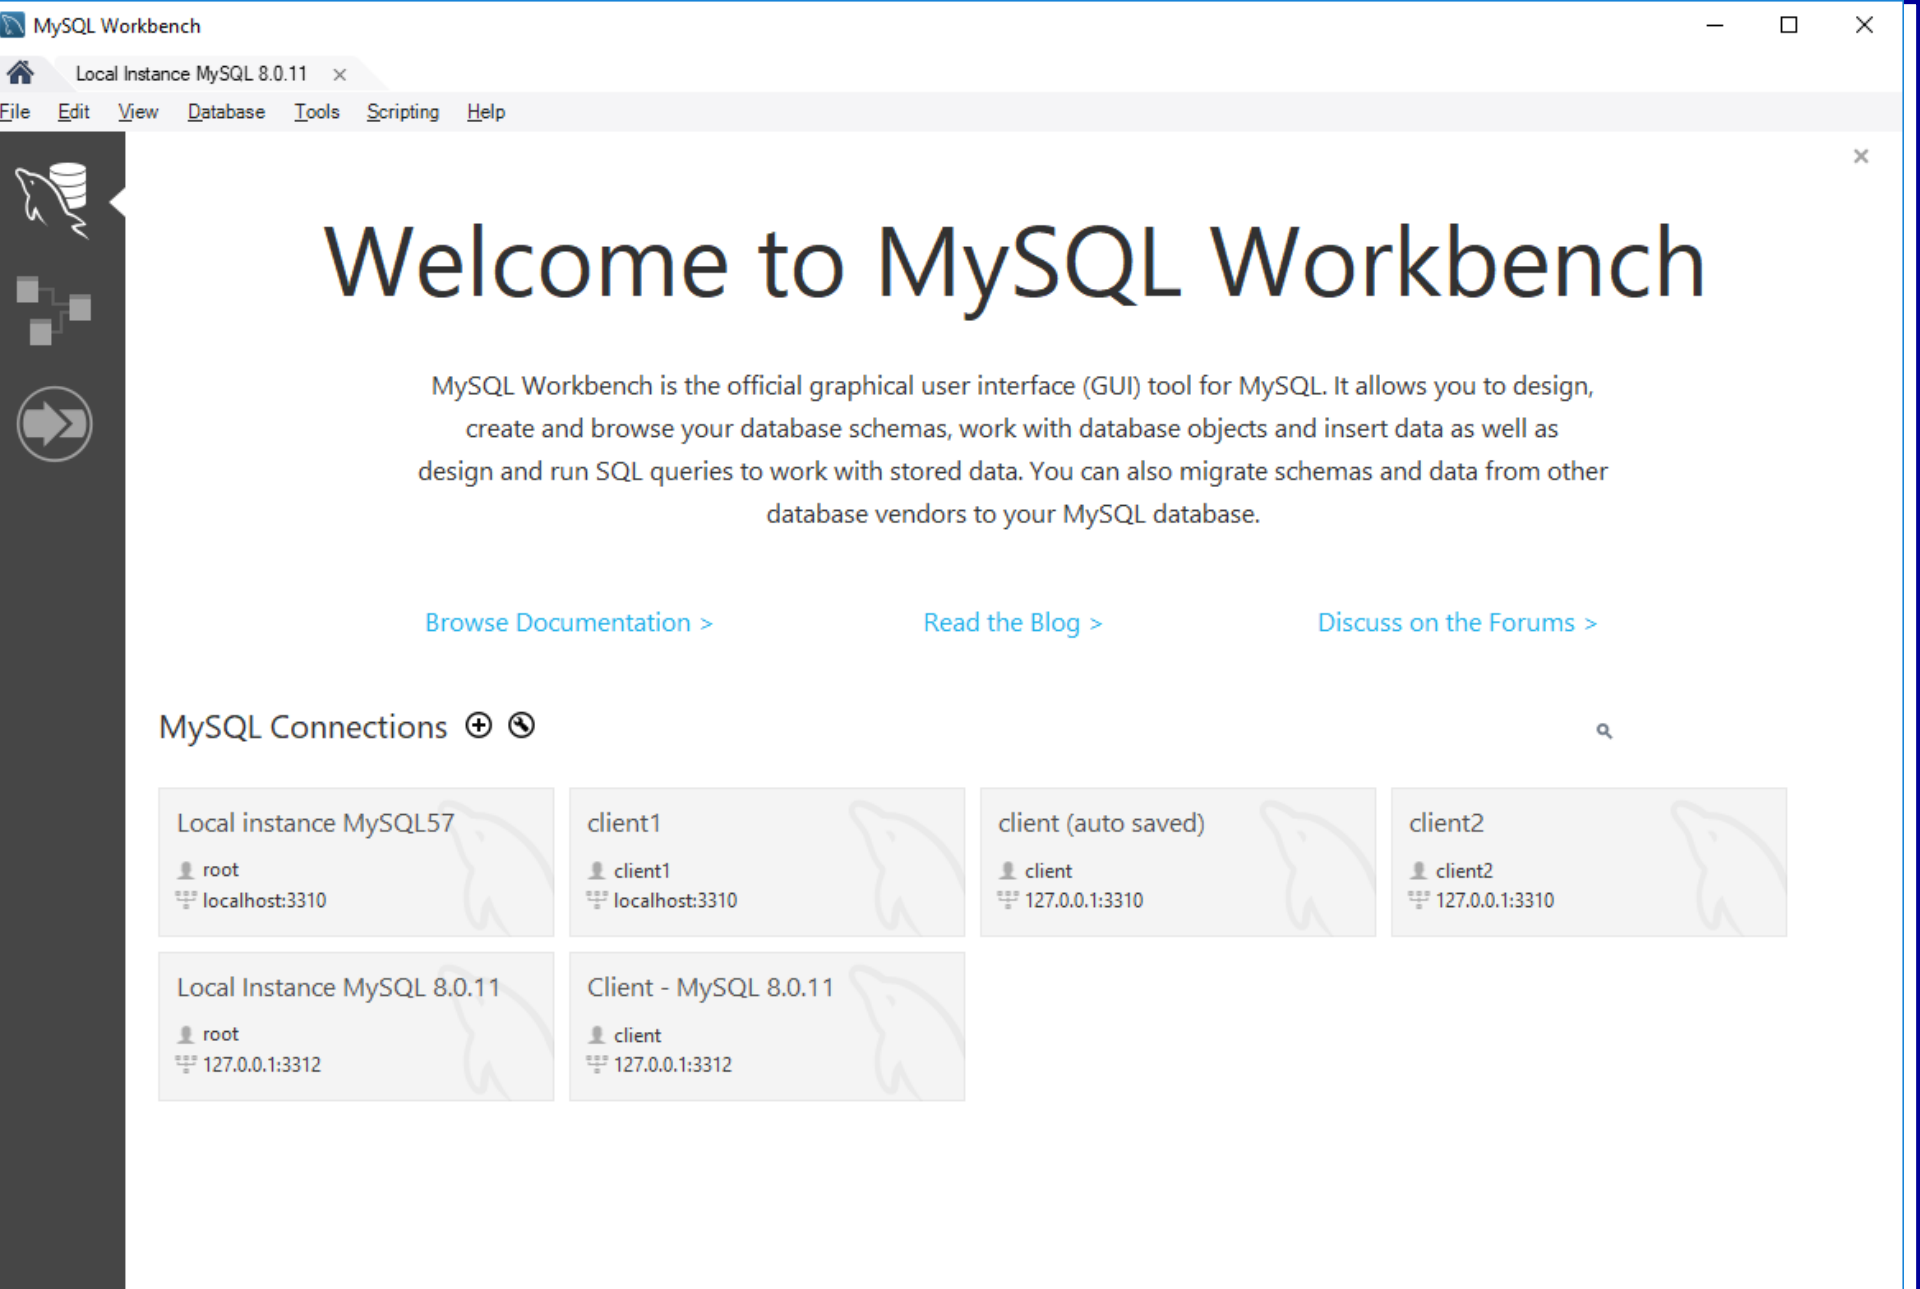 MySQL Workbench
Local Instance MySQL 8.0.11
File Edit View Database Tools Scripting Help
Welcome to MySQL Workbench
MySQL Workbench is the official graphical user interface (GUI) tool for MySQL. It allows you to design,
create and browse your database schemas, work with database objects and insert data as well as
design and run SQL queries to work with stored data. You can also migrate schemas and data from other
database vendors to your MySQL database.
Browse Documentation > Read the Blog > Discuss on the Forums >
MySQL Connections
Local instance MySQL57
root
localhost:3310
client1
client1
localhost:3310
client (auto saved)
client
127.0.0.1:3310
client2
client2
127.0.0.1:3310
Local Instance MySQL 8.0.11
root
127.0.0.1:3312
Client - MySQL 8.0.11
client
127.0.0.1:3312